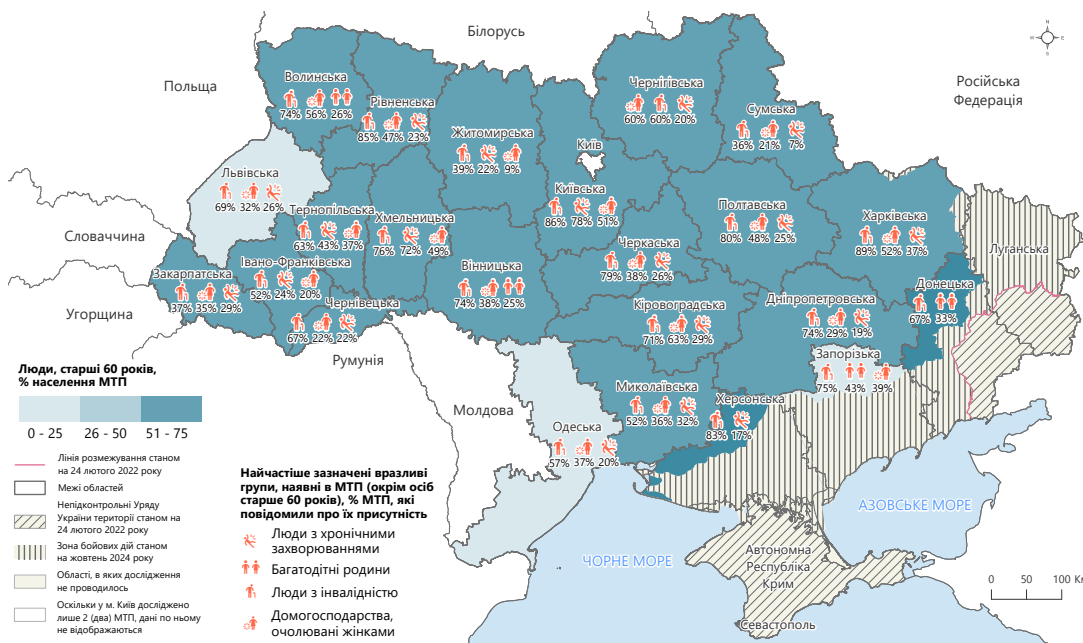 Білорусь
N
W
E
S
Польща
Російська
Федерація
Волинська
74% 56% 26%
Рівненська
85% 47% 23%
Житомирська
39% 22% 9%
Київ
Чернігівська
60% 60% 20%
Сумська
36% 21% 7%
Львівська
69% 32% 26%
Тернопільська
63% 43% 37%
Хмельницька
76% 72% 49%
Київська
86% 78% 51%
Полтавська
80% 48% 25%
Харківська
89% 52% 37%
Луганська
Словаччина
Закарпатська
37% 35% 29%
Івано-Франківська
52% 24% 20%
Чернівецька
67% 22% 22%
Вінницька
74% 38% 25%
Черкаська
79% 38% 26%
Кіровоградська
71% 63% 29%
Дніпропетровська
74% 29% 19%
Донецька
67% 33%
Запорізька
75% 43% 39%
Угорщина
Румунія
Молдова
Миколаївська
52% 36% 32%
Херсонська
83% 17%
Одеська
57% 37% 20%
АЗОВСЬКЕ МОРЕ
ЧОРНЕ МОРЕ
Автономна
Республіка
Крим
Севастополь
0 50 100 Км
Люди, старші 60 років,
% населення МТП
0 - 25 26 - 50 51 - 75
Лінія розмежування станом
на 24 лютого 2022 року
Межі областей
Непідконтрольні Уряду
України території станом на
24 лютого 2022 року
Зона бойових дій станом
на жовтень 2024 року
Області, в яких дослідження
не проводилось
Оскільки у м. Київ досліджено
лише 2 (два) МТП, дані по ньому
не відображаються
Найчастіше зазначені вразливі
групи, наявні в МТП (окрім осіб
старше 60 років), % МТП, які
повідомили про їх присутність
Люди з хронічними
захворюваннями
Багатодітні родини
Люди з інвалідністю
Домогосподарства,
очолювані жінками